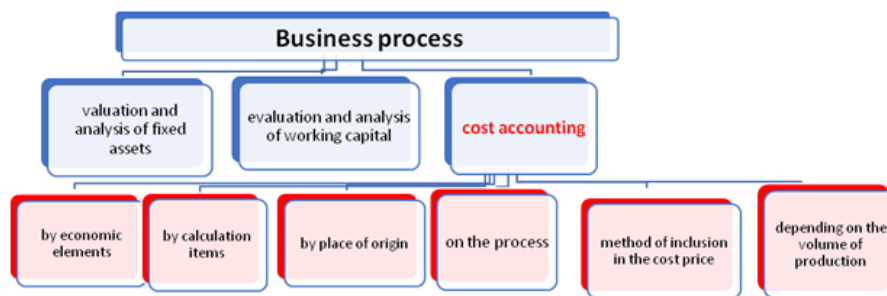 Business process
valuation and
analysis of fixed
assets
evaluation and analysis
of working capital
cost accounting
by economic
elements
by calculation
items
by place of origin
on the process
method of inclusion
in the cost price
depending on the
volume of
production